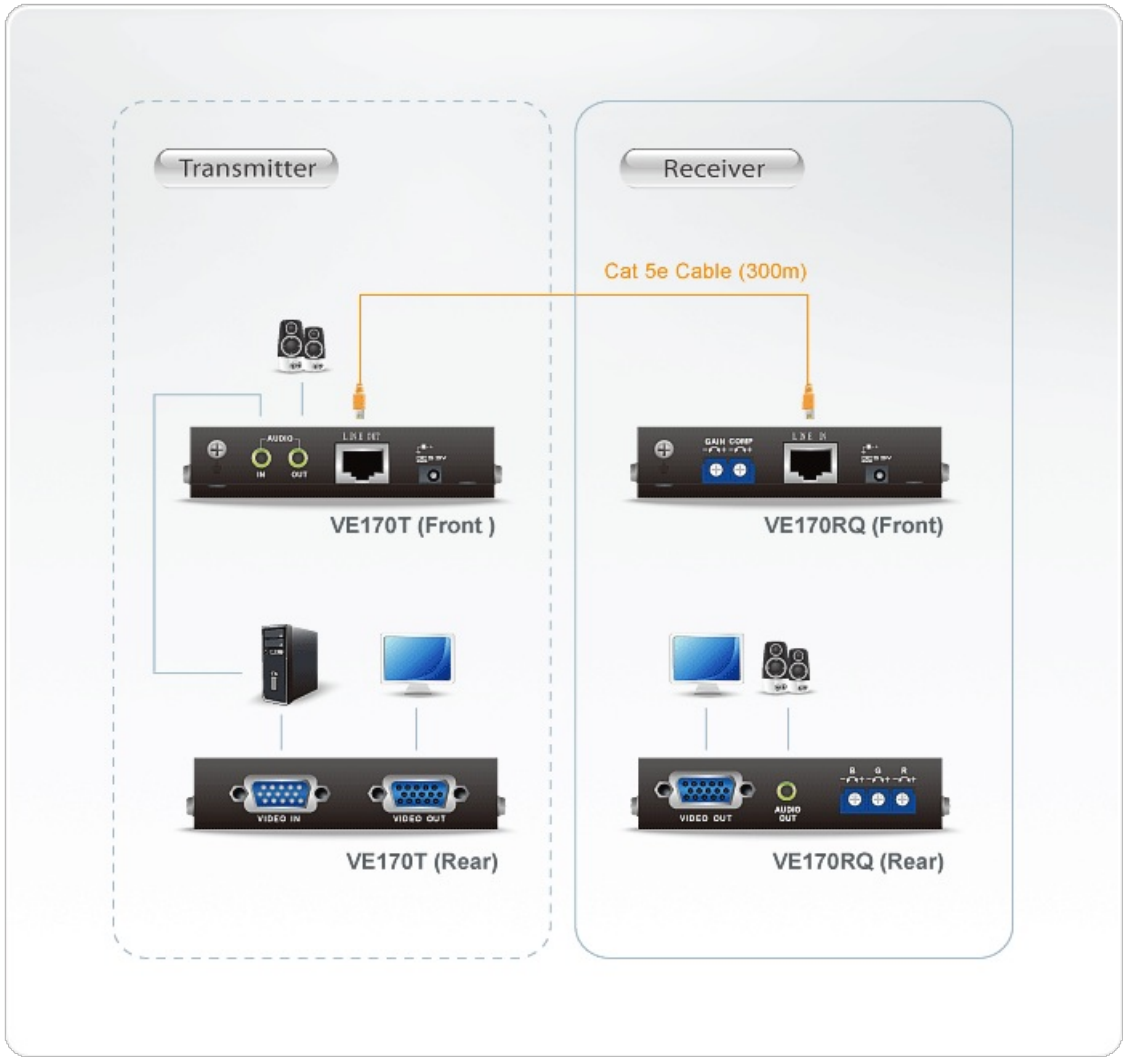 Transmitter
Receiver
Cat 5e Cable (300m)
AUDIO
IN
OUT
LINE OUT
VE170T (Front )
GAIN COMP
- +
- +
LINE IN
VE170RQ (Front)
VIDEO IN
VIDEO OUT
VE170T (Rear)
VIDEO OUT
AUDIO
OUT
B G R
- + - + - +
VE170RQ (Rear)